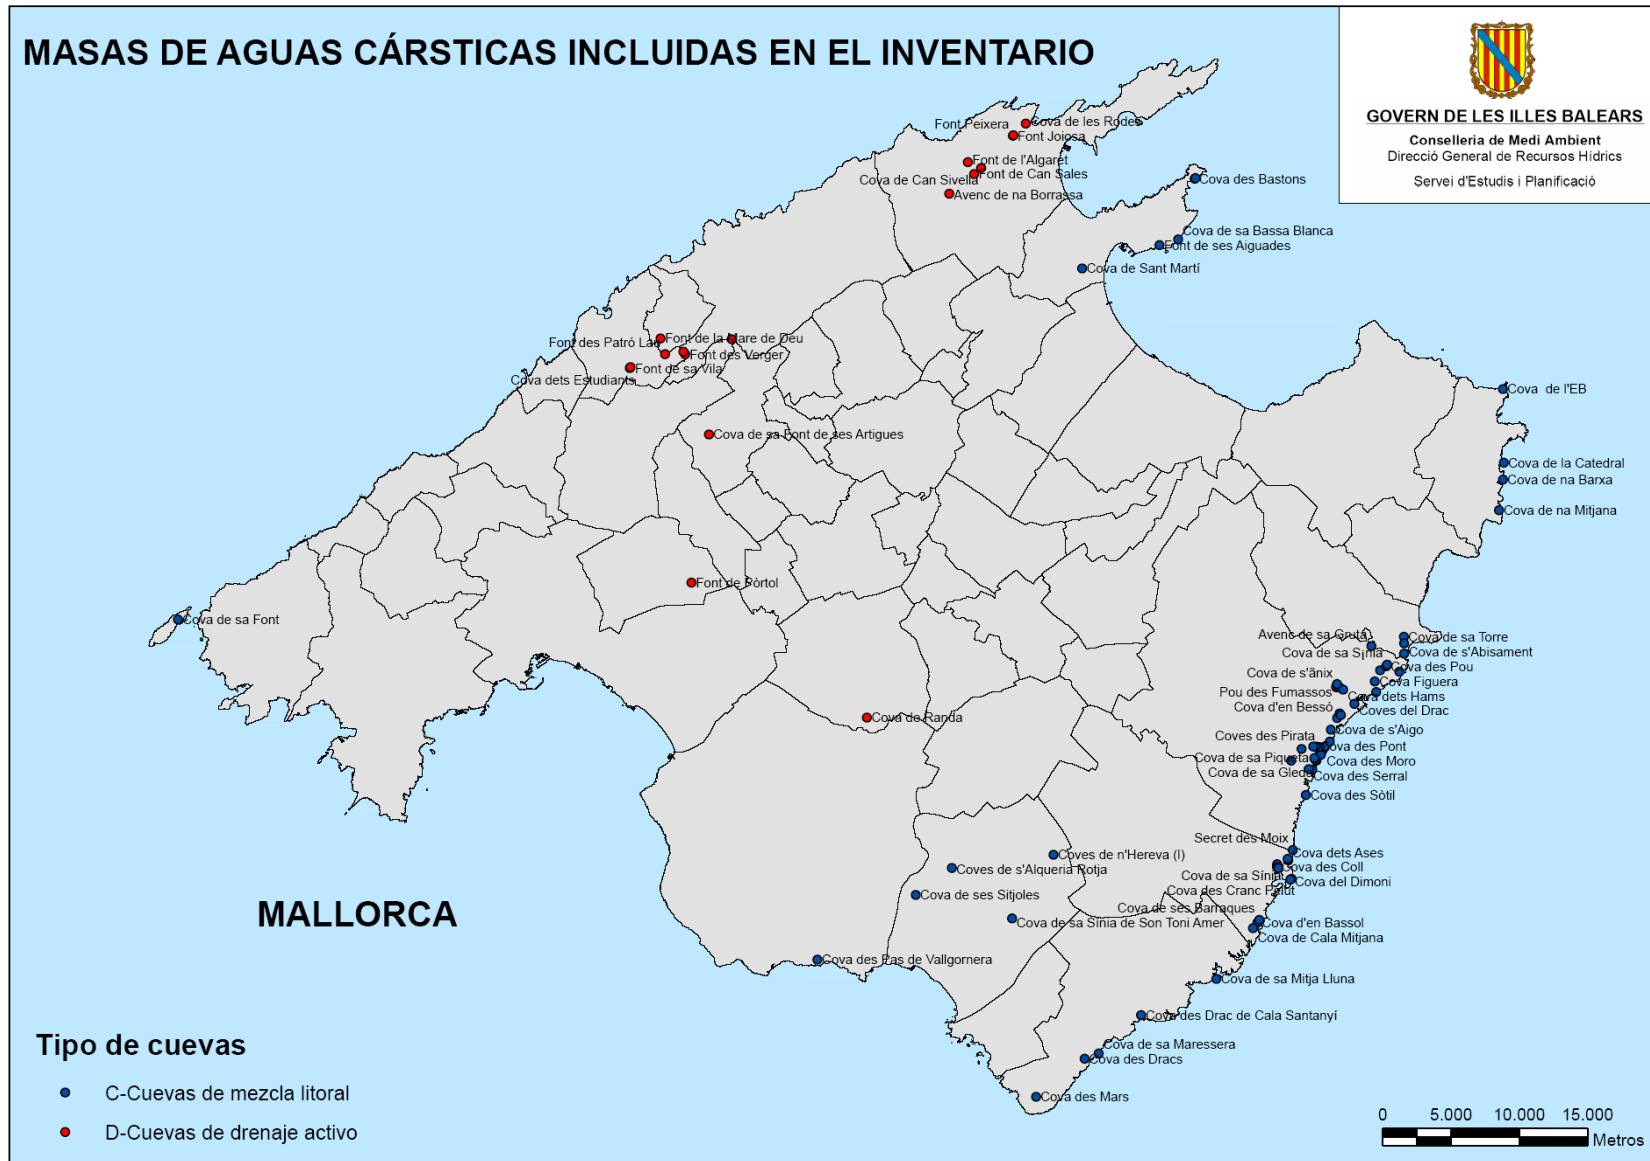 MASAS DE AGUAS CÁRSTICAS INCLUIDAS EN EL INVENTARIO
GOVERN DE LES ILLES BALEARS
Conselleria de Medi Ambient
Direcció General de Recursos Hídrics
Servei d'Estudis i Planificació
Font Peixera
Cova de les Rodes
Font Joiosa
Font de l'Algaret
Cova de Can Sivella
Font de Can Sales
Avenc de na Borrassa
Cova des Bastons
Cova de sa Bassa Blanca
Font de ses Aiguades
Cova de Sant Martí
Font de la Mare de Deu
Font des Patró Lau
Font des Verger
Font de sa Vila
Cova dets Estudiants
Cova de l'EB
Cova de sa Font de ses Artigues
Cova de la Catedral
Cova de na Barxa
Cova de na Mitjana
Font de Pòrtol
Cova de sa Font
Avenc de sa Gruta
Cova de sa Torre
Cova de sa Sínia
Cova de s'Abisament
Cova des Pou
Cova de s'ãnix
Cova Figuera
Pou des Fumassos
Cova dets Hams
Cova d'en Bessó
Coves del Drac
Cova de Randa
Cova de s'Aigo
Coves des Pirata
Cova des Pont
Cova de sa Piqueta
Cova des Moro
Cova de sa Gleda
Cova des Serral
Cova des Sòtil
Secret des Moix
Cova dets Ases
Coves de n'Hereva (I)
Coves de s'Alqueria Rotja
Cova des Coll
Cova de sa Sínia
Cova del Dimoni
Cova des Cranc Pelut
Cova de ses Sitjoles
Cova de ses Barraques
Cova de sa Sínia de Son Toni Amer
Cova d'en Bassol
Cova de Cala Mitjana
MALLORCA
Cova des Pas de Vallgornera
Cova de sa Mitja Lluna
Cova des Drac de Cala Santanyí
Cova de sa Maressera
Cova des Dracs
Cova des Mars
Tipo de cuevas
C-Cuevas de mezcla litoral
D-Cuevas de drenaje activo
0 5.000 10.000 15.000
Metros